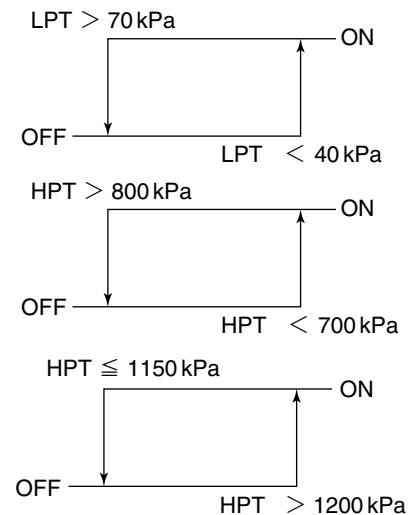 LPT > 70 kPa
ON
OFF
LPT < 40 kPa
HPT > 800 kPa
ON
OFF
HPT < 700 kPa
HPT ≦ 1150 kPa
ON
OFF
HPT > 1200 kPa